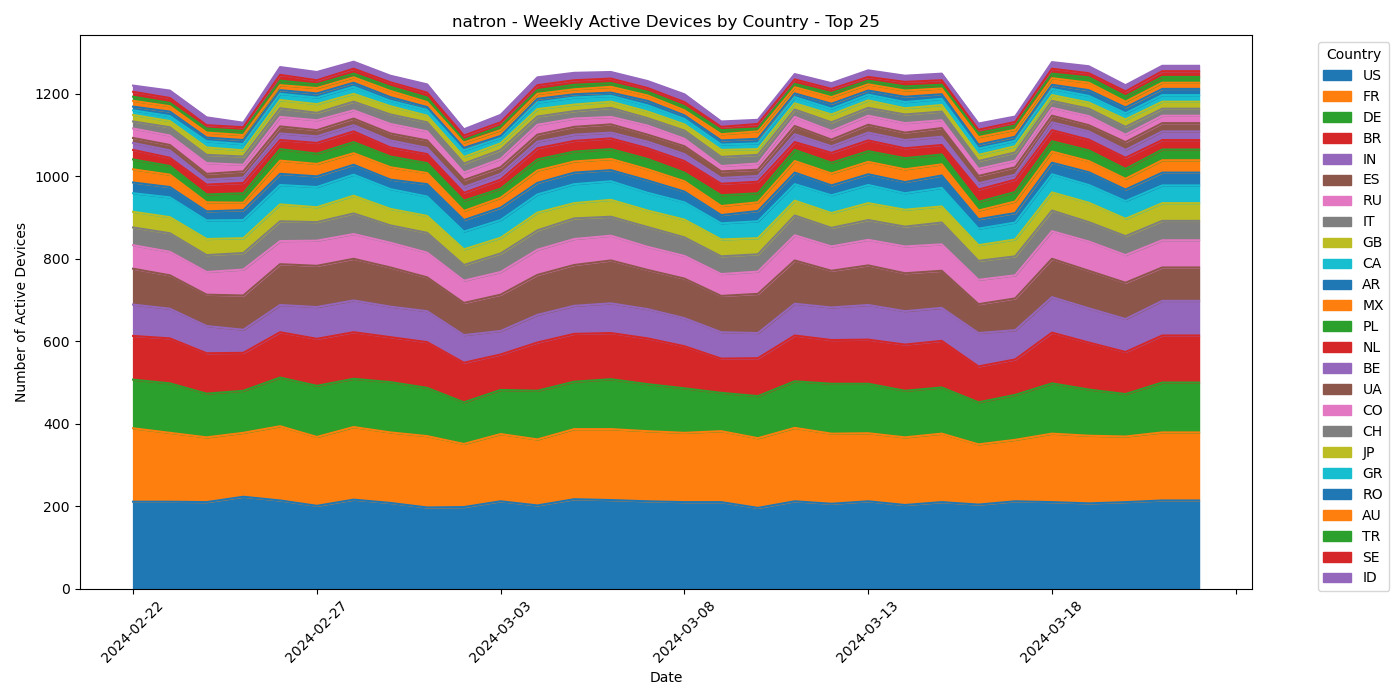 natron - Weekly Active Devices by Country - Top 25
Number of Active Devices
1200
1000
800
600
400
200
0
2024-02-22
2024-02-27
2024-03-03
2024-03-08
2024-03-13
2024-03-18
Date
Country
US
FR
DE
BR
IN
ES
RU
IT
GB
CA
AR
MX
PL
NL
BE
UA
CO
CH
JP
GR
RO
AU
TR
SE
ID